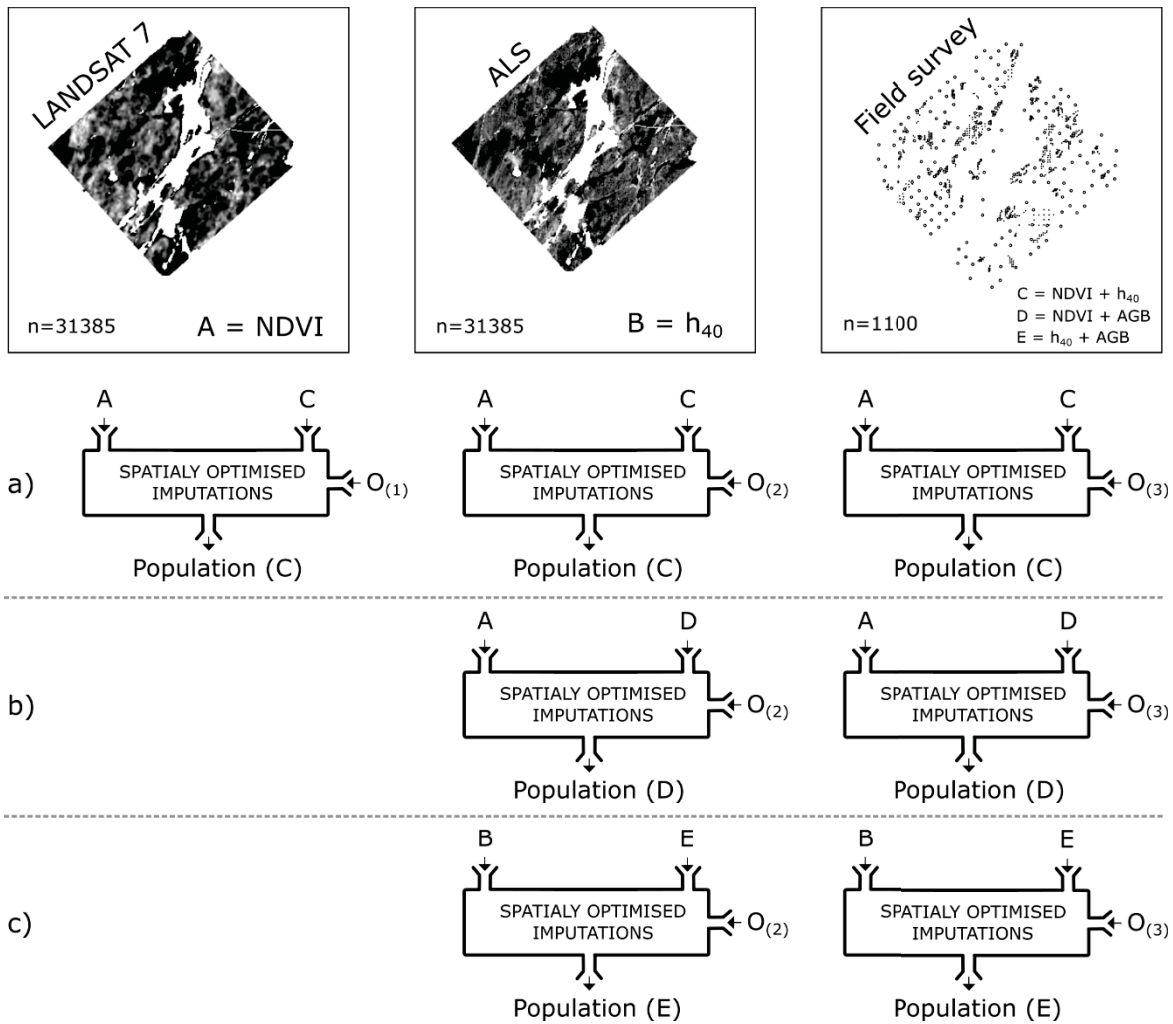 LANDSAT 7
n=31385
A = NDVI
ALS
n=31385
B = h40
Field survey
n=1100
C = NDVI + h40
D = NDVI + AGB
E = h40 + AGB
a)
A
C
SPATIALY OPTIMISED
IMPUTATIONS
O(1)
Population (C)
A
C
SPATIALY OPTIMISED
IMPUTATIONS
O(2)
Population (C)
A
C
SPATIALY OPTIMISED
IMPUTATIONS
O(3)
Population (C)
b)
A
D
SPATIALY OPTIMISED
IMPUTATIONS
O(2)
Population (D)
A
D
SPATIALY OPTIMISED
IMPUTATIONS
O(3)
Population (D)
c)
B
E
SPATIALY OPTIMISED
IMPUTATIONS
O(2)
Population (E)
B
E
SPATIALY OPTIMISED
IMPUTATIONS
O(3)
Population (E)